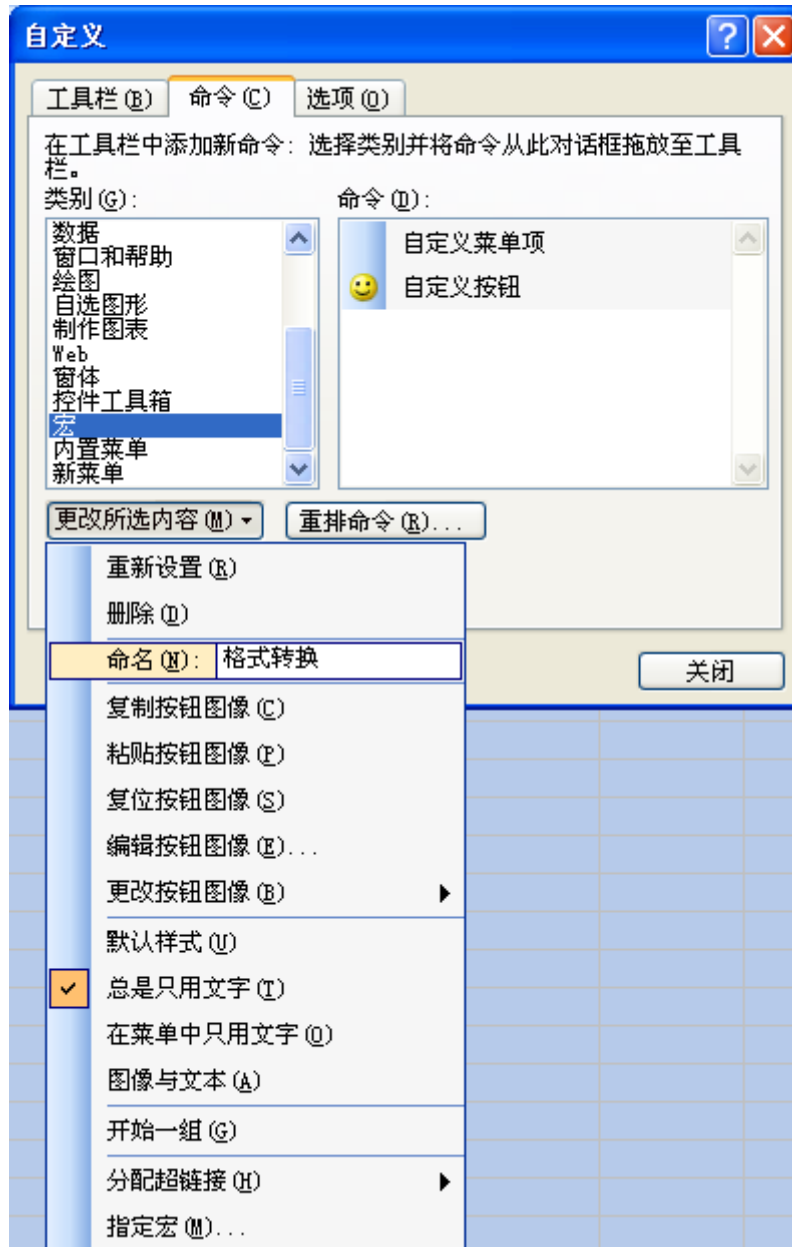 自定义
工具栏(B) 命令(C) 选项(O)
在工具栏中添加新命令: 选择类别并将命令从此对话框拖放至工具
栏。
类别(G): 命令(D):
数据
窗口和帮助
绘图
自选图形
制作图表
Web
窗体
控件工具箱
宏
内置菜单
新菜单
自定义菜单项
自定义按钮
更改所选内容(M) 重排命令(R)...
重新设置(R)
删除(D)
命名(N): 格式转换
关闭
复制按钮图像(C)
粘贴按钮图像(P)
复位按钮图像(S)
编辑按钮图像(E)...
更改按钮图像(B)
默认样式(U)
总是只用文字(T)
在菜单中只用文字(O)
图像与文本(A)
开始一组(G)
分配超链接(H)
指定宏(M)...